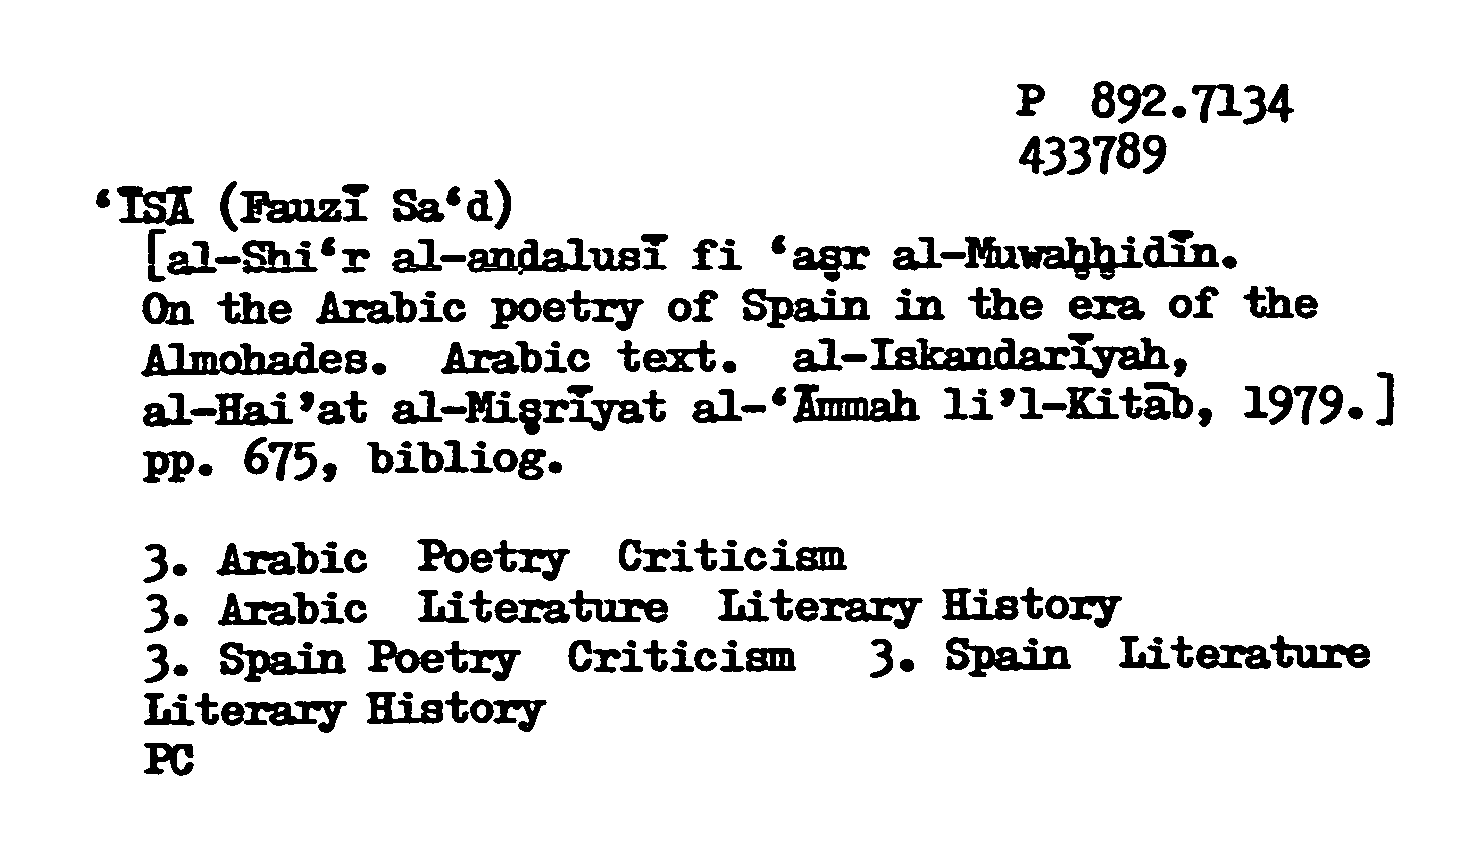 P 892.7134
433789
‘ĪSĀ (Fauzī Sa‘d)
[al-Shi‘r al-andalusī fi ‘aṣr al-Muwaḥḥidīn.
On the Arabic poetry of Spain in the era of the
Almohades. Arabic text. al-Iskandarīyah,
al-Hai’at al-Miṣrīyat al-‘Āmmah li’l-Kitāb, 1979.]
pp. 675, bibliog.
3. Arabic Poetry Criticism
3. Arabic Literature Literary History
3. Spain Poetry Criticism 3. Spain Literature
Literary History
PC